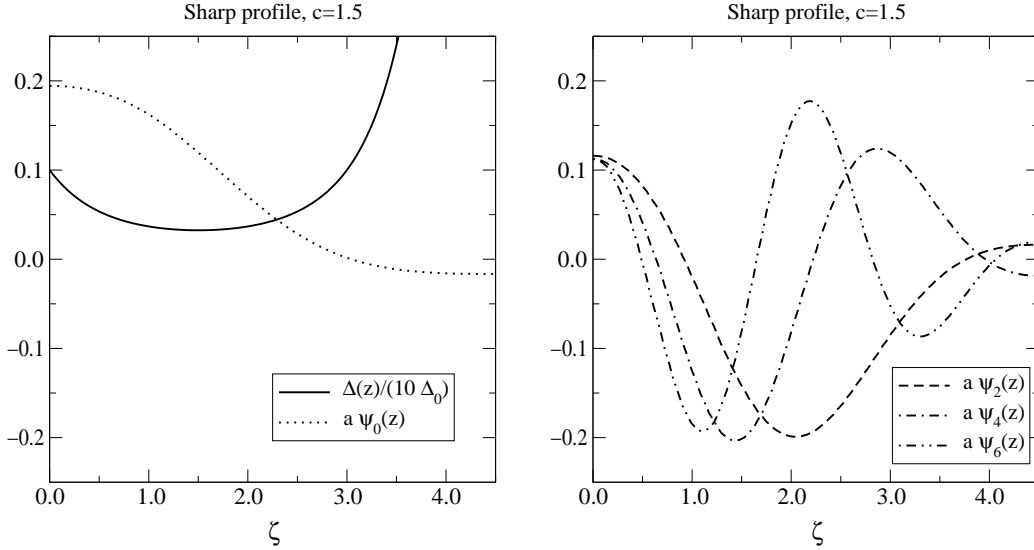 Sharp profile, c=1.5
0.2
0.1
0.0
−0.1
−0.2
0.0 1.0 2.0 3.0 4.0
ζ
Δ(z)/(10 Δ₀)
a ψ₀(z)
Sharp profile, c=1.5
0.2
0.1
0.0
−0.1
−0.2
0.0 1.0 2.0 3.0 4.0
ζ
a ψ₂(z)
a ψ₄(z)
a ψ₆(z)